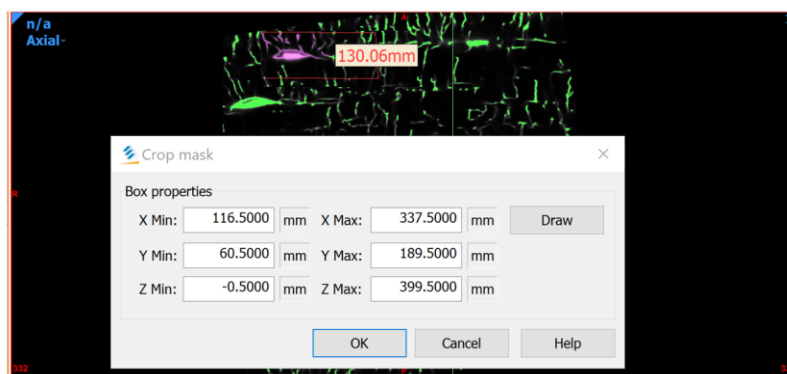 n/a
A
Axial
130.06mm
Crop mask
R
Box properties
X Min: 116.5000 mm X Max: 337.5000 mm Draw
Y Min: 60.5000 mm Y Max: 189.5000 mm
Z Min: -0.5000 mm Z Max: 399.5000 mm
OK Cancel Help
332